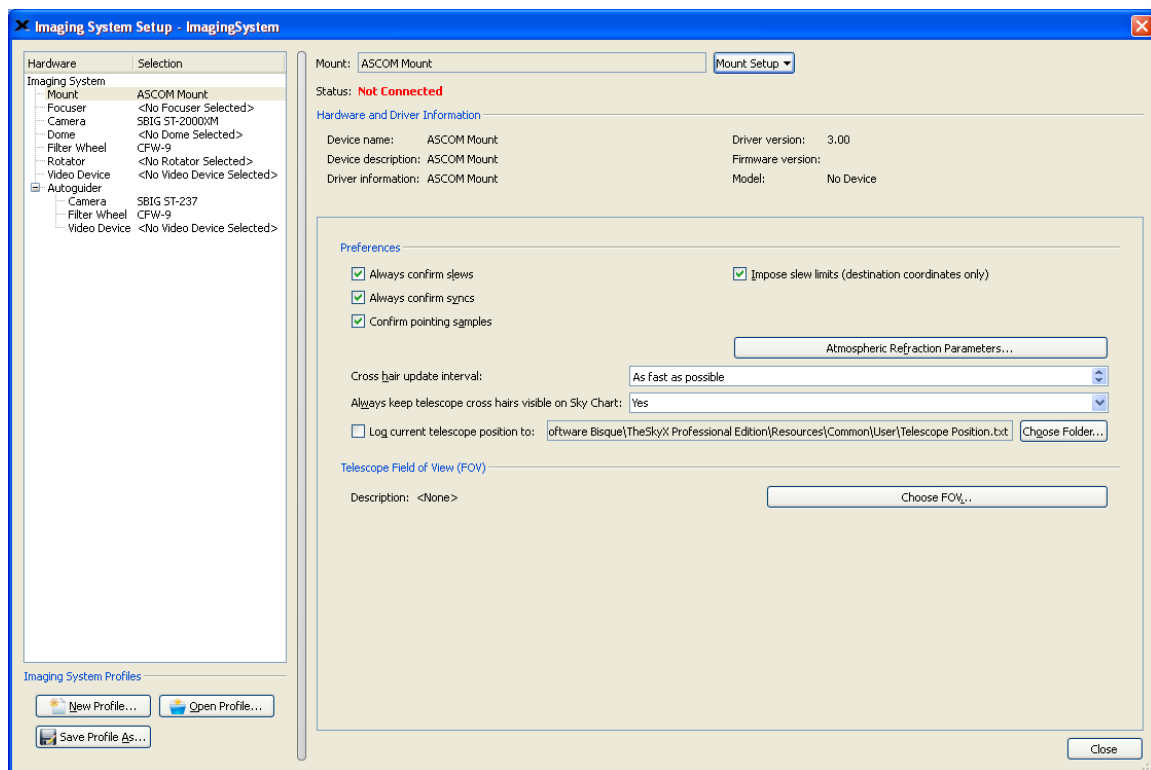 Imaging System Setup - ImagingSystem
Hardware Selection
Imaging System
Mount ASCOM Mount
Focuser <No Focuser Selected>
Camera SBIG ST-2000XM
Dome <No Dome Selected>
Filter Wheel CFW-9
Rotator <No Rotator Selected>
Video Device <No Video Device Selected>
Autoguider
Camera SBIG ST-237
Filter Wheel CFW-9
Video Device <No Video Device Selected>
Imaging System Profiles
New Profile... Open Profile...
Save Profile As...
Mount: ASCOM Mount Mount Setup
Status: Not Connected
Hardware and Driver Information
Device name: ASCOM Mount Driver version: 3.00
Device description: ASCOM Mount Firmware version:
Driver information: ASCOM Mount Model: No Device
Preferences
Always confirm slews Impose slew limits (destination coordinates only)
Always confirm syncs
Confirm pointing samples
Atmospheric Refraction Parameters...
Cross hair update interval: As fast as possible
Always keep telescope cross hairs visible on Sky Chart: Yes
Log current telescope position to: oftware Bisque\TheSkyX Professional Edition\Resources\Common\User\Telescope Position.txt Choose Folder...
Telescope Field of View (FOV)
Description: <None> Choose FOV...
Close